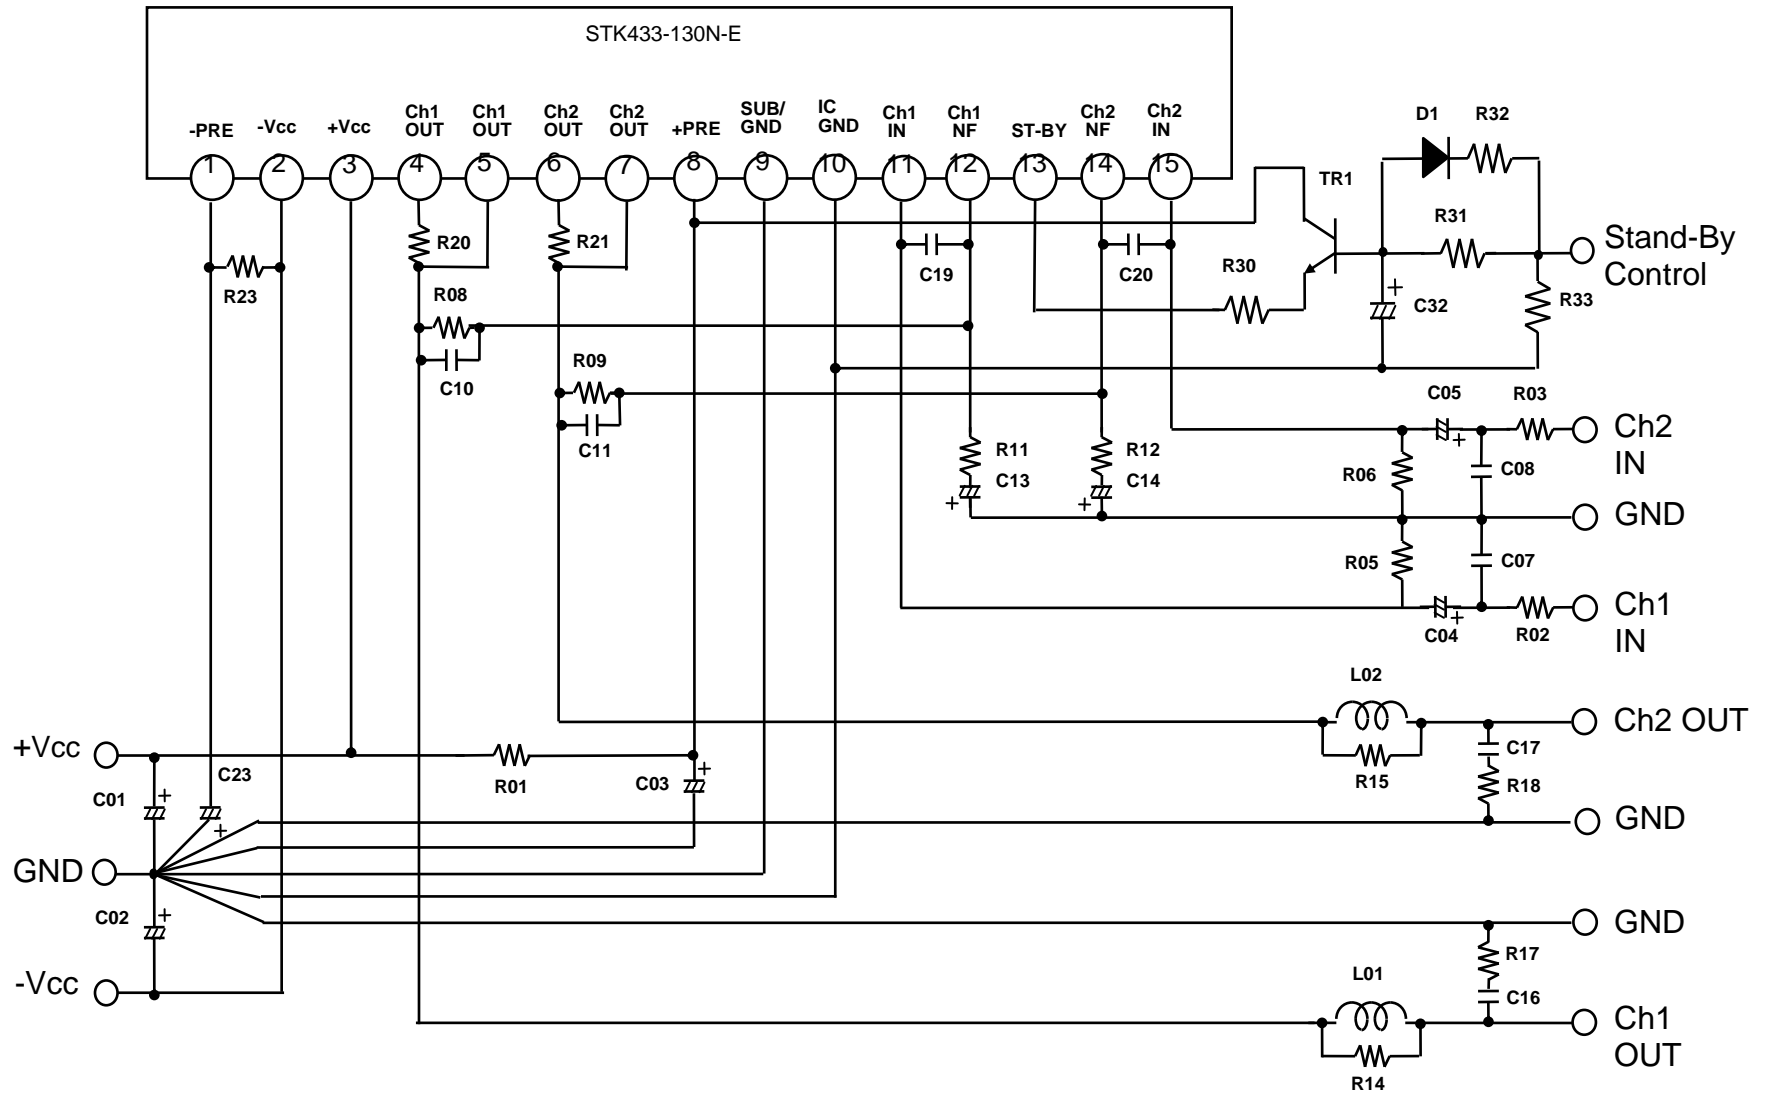 STK433-130N-E
-PRE
-Vcc
+Vcc
Ch1
OUT
Ch1
OUT
Ch2
OUT
Ch2
OUT
+PRE
SUB/
GND
IC
GND
Ch1
IN
Ch1
NF
ST-BY
Ch2
NF
Ch2
IN
1
2
3
4
5
6
7
8
9
10
11
12
13
14
15
D1
R32
TR1
R31
Stand-By
Control
R20
R21
C19
C20
R30
R23
R08
C32
+
R33
C10
R09
C11
C05
+
R03
Ch2
IN
R11
C13
+
R12
C14
+
R06
C08
GND
R05
C07
Ch1
IN
C04
+
R02
L02
Ch2 OUT
R15
C17
R18
+Vcc
R01
C03
+
C23
+
C01
+
GND
GND
C02
+
GND
-Vcc
R17
C16
L01
Ch1
OUT
R14